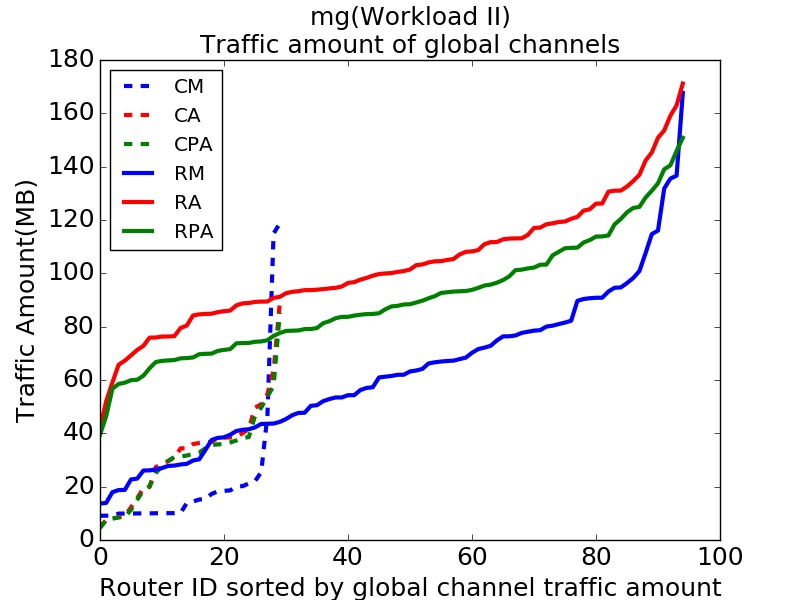 mg(Workload II)
Traffic amount of global channels
Traffic Amount(MB)
180
160
140
120
100
80
60
40
20
0
CM
CA
CPA
RM
RA
RPA
0 20 40 60 80 100
Router ID sorted by global channel traffic amount